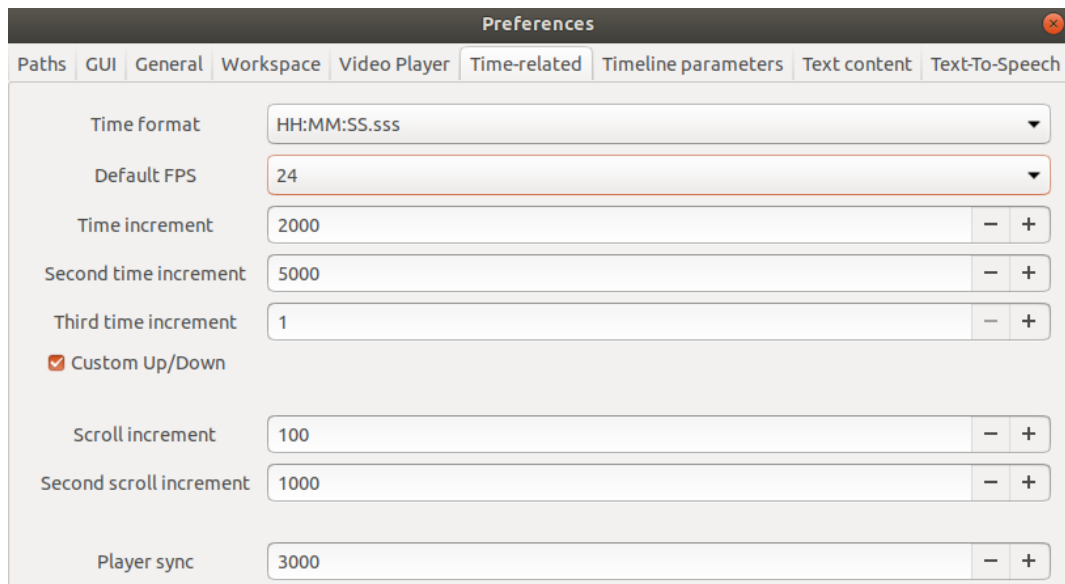 Preferences
Paths GUI General Workspace Video Player Time-related Timeline parameters Text content Text-To-Speech
Time format HH:MM:SS.sss
Default FPS 24
Time increment 2000 − +
Second time increment 5000 − +
Third time increment 1 − +
Custom Up/Down
Scroll increment 100 − +
Second scroll increment 1000 − +
Player sync 3000 − +